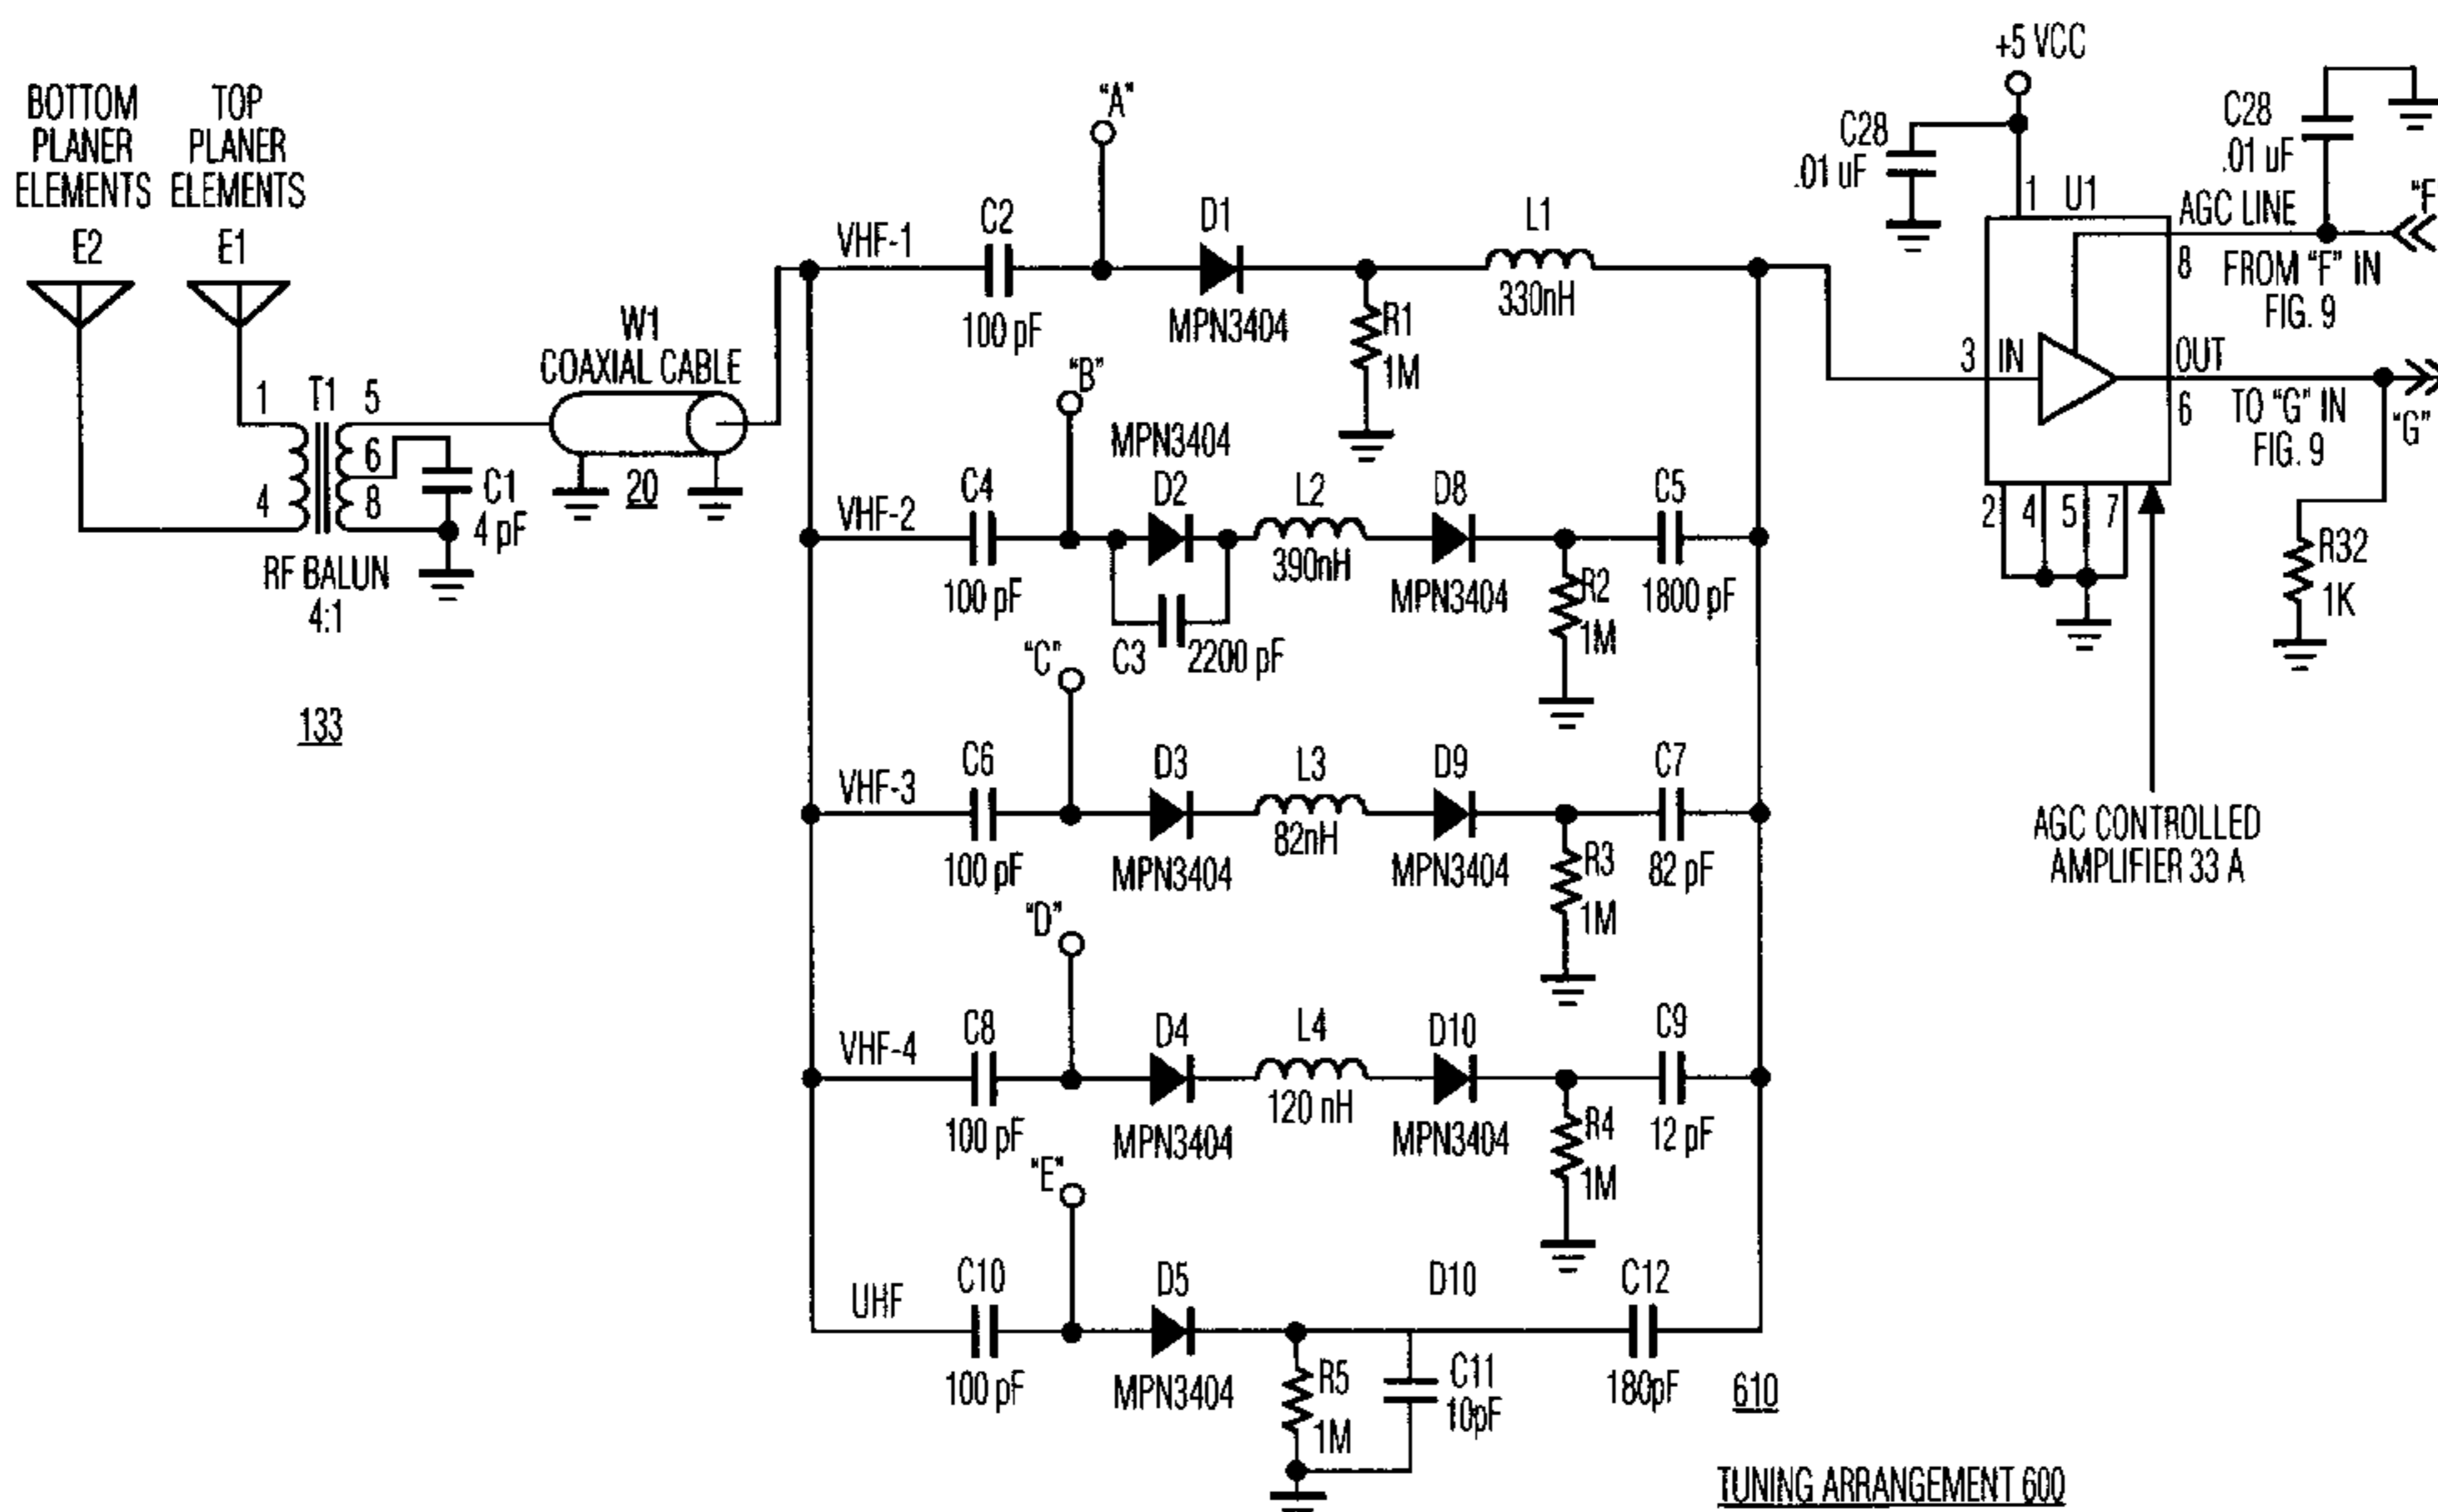 BOTTOM
PLANER
ELEMENTS
E2
TOP
PLANER
ELEMENTS
E1
1
T1
5
6
4
8
C1
4 pF
RF BALUN
4:1
133
W1
COAXIAL CABLE
20
"A"
VHF-1
C2
100 pF
D1
MPN3404
R1
1M
L1
330nH
"B"
VHF-2
C4
100 pF
MPN3404
D2
C3
2200 pF
L2
390nH
D8
MPN3404
R2
1M
C5
1800 pF
"C"
VHF-3
C6
100 pF
D3
MPN3404
L3
82nH
D9
MPN3404
R3
1M
C7
82 pF
"D"
VHF-4
C8
100 pF
D4
MPN3404
L4
120 nH
D10
MPN3404
R4
1M
C9
12 pF
"E"
UHF
C10
100 pF
D5
MPN3404
R5
1M
D10
C11
10pF
C12
180pF
610
+5 VCC
C28
.01 uF
C28
.01 uF
1
U1
AGC LINE
"F
8
FROM "F" IN
FIG. 9
3
IN
OUT
6
TO "G" IN
FIG. 9
"G"
2
4
5
7
R32
1K
AGC CONTROLLED
AMPLIFIER 33 A
TUNING ARRANGEMENT 600